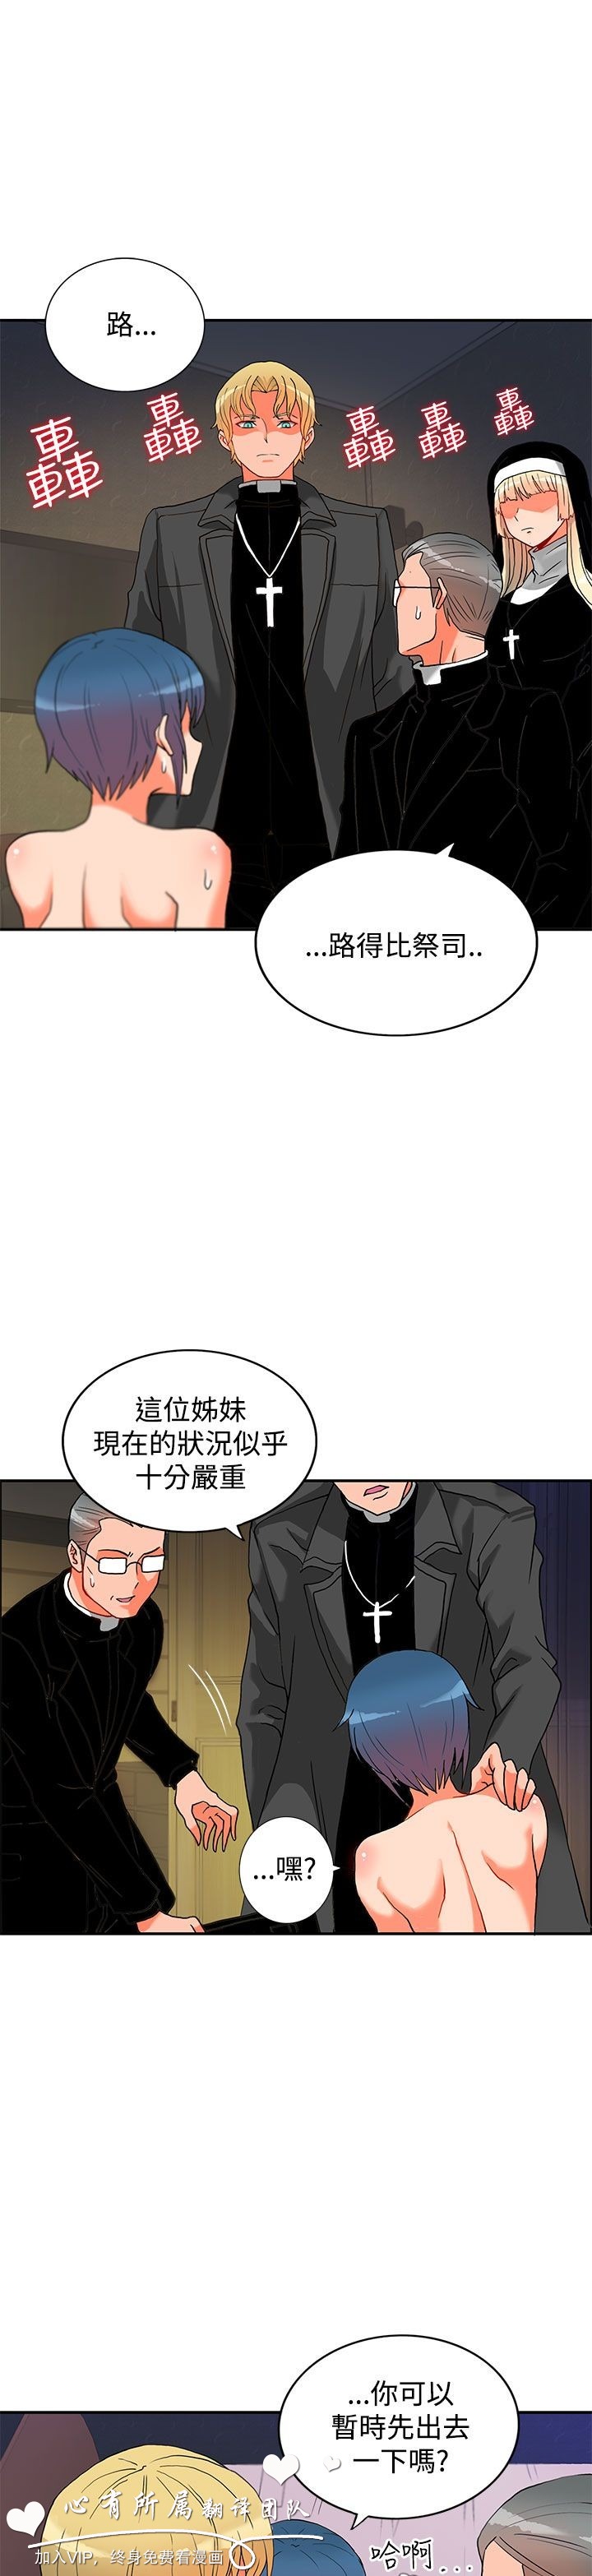 路...
轟
轟
轟
轟
轟
...路得比祭司..
這位姊妹
現在的狀況似乎
十分嚴重
...嘿?
...你可以
暫時先出去
一下嗎?
心有所属翻译团队
加入VIP，终身免费看漫画
哈啊...